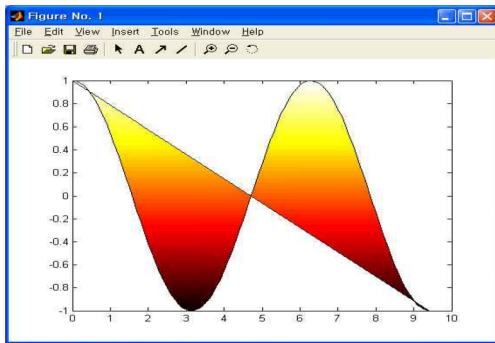 Figure No. 1
File Edit View Insert Tools Window Help
A
1
0.8
0.6
0.4
0.2
0
-0.2
-0.4
-0.6
-0.8
-1
0 1 2 3 4 5 6 7 8 9 10